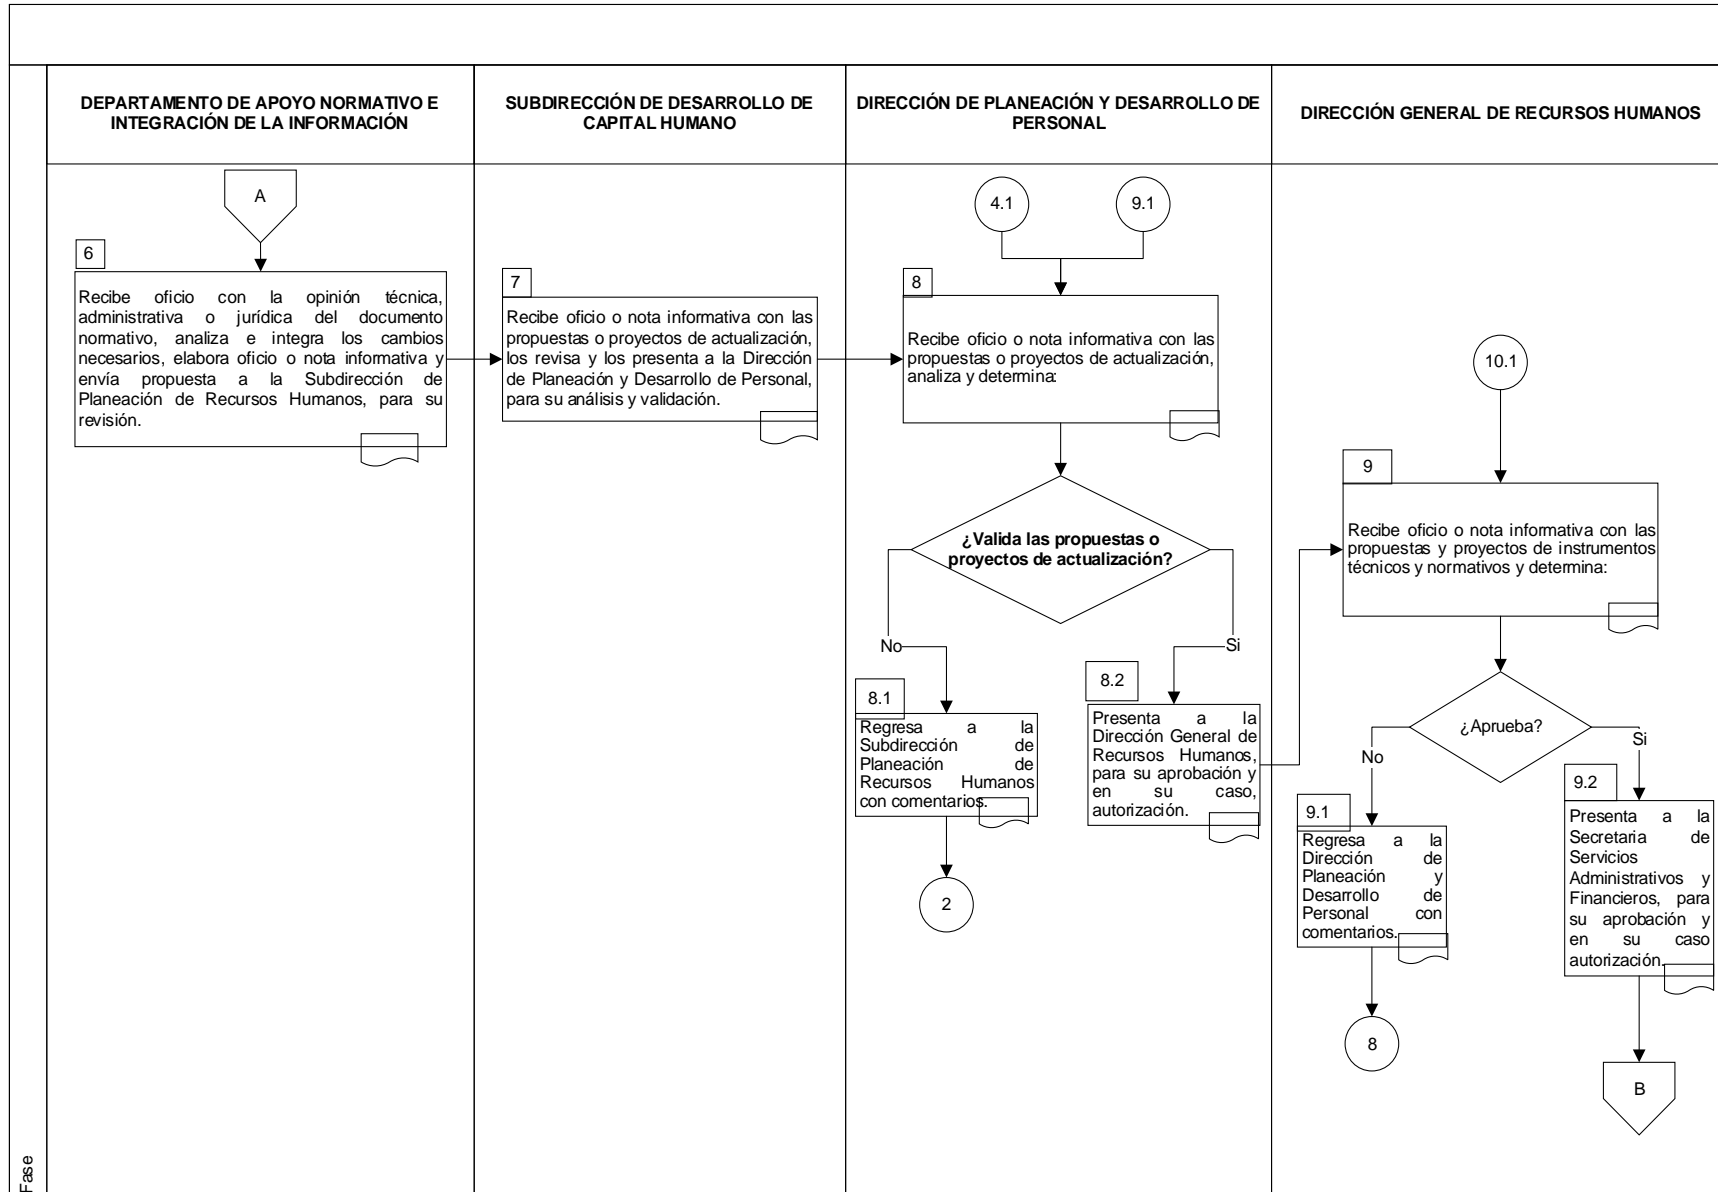 DEPARTAMENTO DE APOYO NORMATIVO E
INTEGRACIÓN DE LA INFORMACIÓN
SUBDIRECCIÓN DE DESARROLLO DE
CAPITAL HUMANO
DIRECCIÓN DE PLANEACIÓN Y DESARROLLO DE
PERSONAL
DIRECCIÓN GENERAL DE RECURSOS HUMANOS
A
6
Recibe oficio con la opinión técnica,
administrativa o jurídica del documento
normativo, analiza e integra los cambios
necesarios, elabora oficio o nota informativa y
envía propuesta a la Subdirección de
Planeación de Recursos Humanos, para su
revisión.
7
Recibe oficio o nota informativa con las
propuestas o proyectos de actualización,
los revisa y los presenta a la Dirección
de Planeación y Desarrollo de Personal,
para su análisis y validación.
4.1
9.1
8
Recibe oficio o nota informativa con las
propuestas o proyectos de actualización,
analiza y determina:
¿Valida las propuestas o
proyectos de actualización?
No
Si
8.1
Regresa a la
Subdirección de
Planeación de
Recursos Humanos
con comentarios.
2
8.2
Presenta a la
Dirección General de
Recursos Humanos,
para su aprobación y
en su caso,
autorización.
10.1
9
Recibe oficio o nota informativa con las
propuestas y proyectos de instrumentos
técnicos y normativos y determina:
¿Aprueba?
No
Si
9.1
Regresa a la
Dirección de
Planeación y
Desarrollo de
Personal con
comentarios.
8
9.2
Presenta a la
Secretaria de
Servicios
Administrativos y
Financieros, para
su aprobación y
en su caso
autorización.
B
Fase